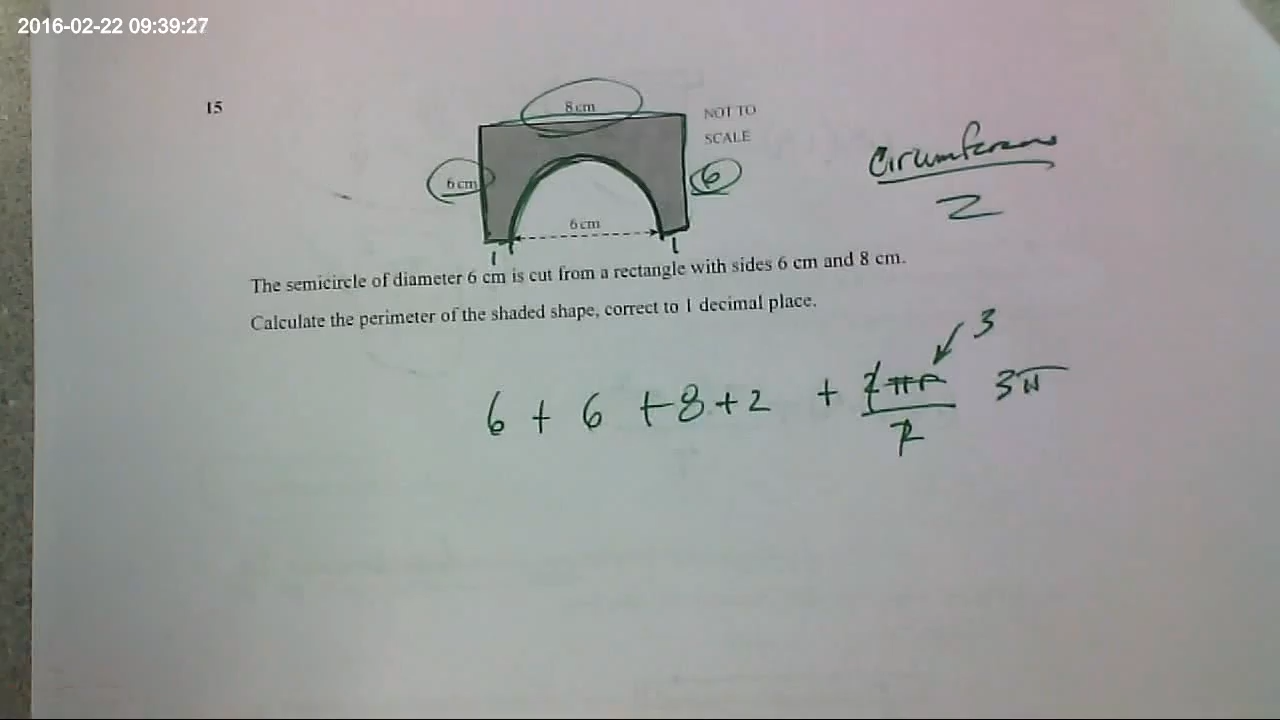 2016-02-22 09:39:27
15
8 cm
NOT TO
SCALE
6 cm
6
6 cm
1
1
Circumference
2
The semicircle of diameter 6 cm is cut from a rectangle with sides 6 cm and 8 cm.
Calculate the perimeter of the shaded shape, correct to 1 decimal place.
3
6 + 6 + 8 + 2 + 2πr 3π
2